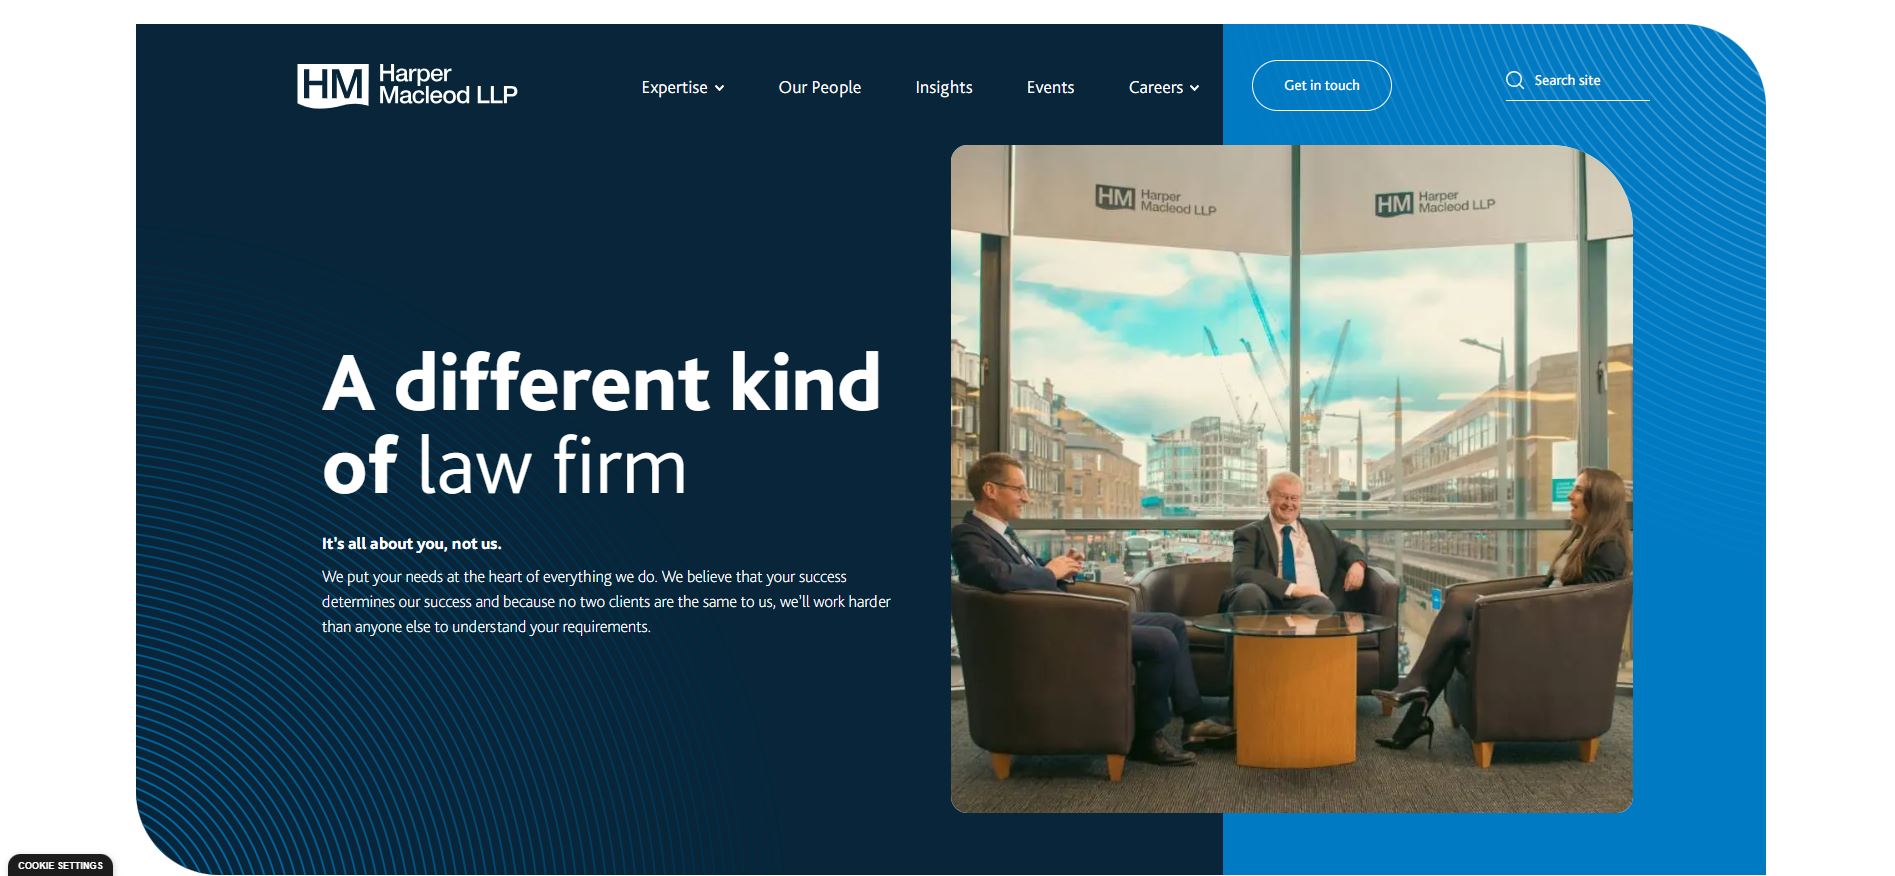 HM Harper
Macleod LLP
Expertise
Our People
Insights
Events
Careers
Get in touch
Search site
HM Harper
Macleod LLP
HM Harper
Macleod LLP
A different kind
of law firm
It's all about you, not us.
We put your needs at the heart of everything we do. We believe that your success
determines our success and because no two clients are the same to us, we'll work harder
than anyone else to understand your requirements.
COOKIE SETTINGS